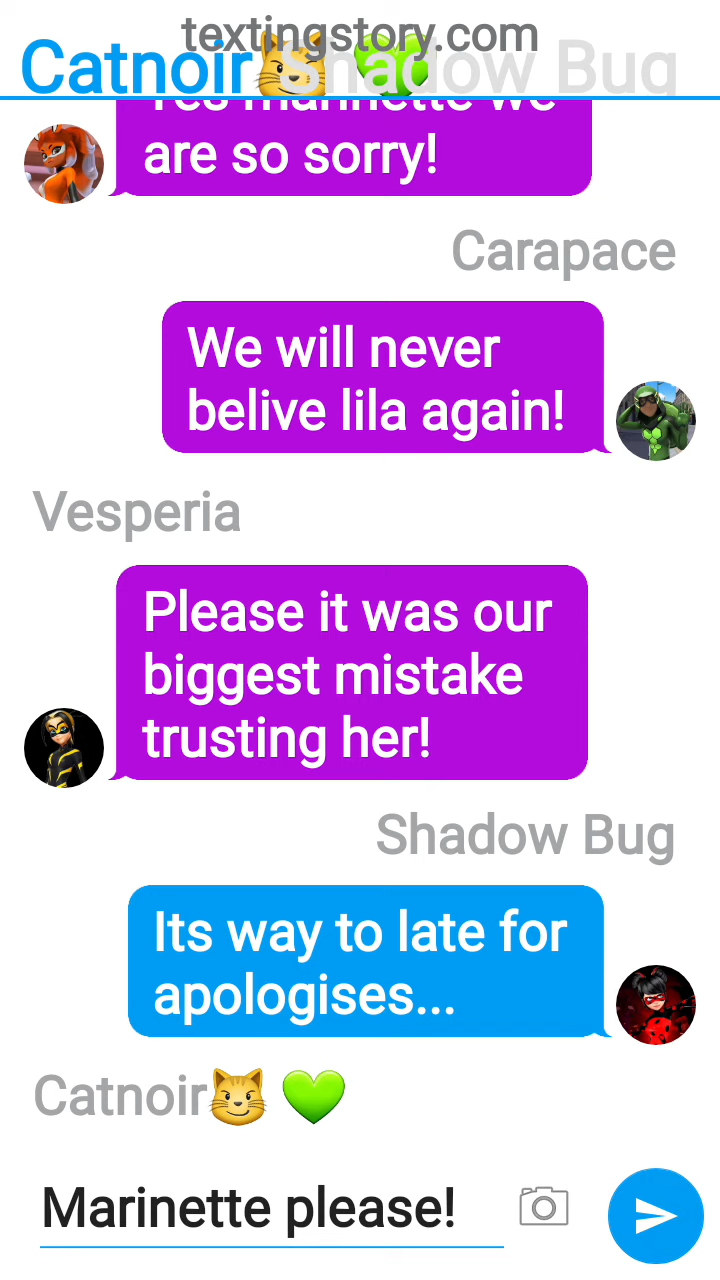 textingstory.com
Catnoir😼 💚 Shadow Bug
Yes marinette we
are so sorry!
Carapace
We will never
belive lila again!
Vesperia
Please it was our
biggest mistake
trusting her!
Shadow Bug
Its way to late for
apologises...
Catnoir😼 💚
Marinette please!